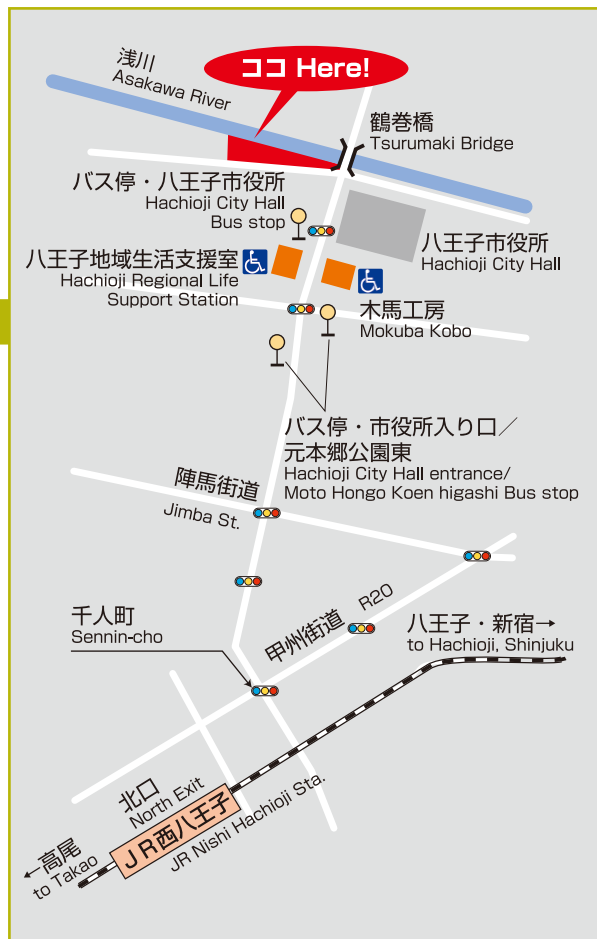 ココ Here!
浅川
Asakawa River
鶴巻橋
Tsurumaki Bridge
バス停・八王子市役所
Hachioji City Hall
Bus stop
八王子市役所
Hachioji City Hall
八王子地域生活支援室
Hachioji Regional Life
Support Station
木馬工房
Mokuba Kobo
バス停・市役所入り口／
元本郷公園東
Hachioji City Hall entrance/
Moto Hongo Koen higashi Bus stop
陣馬街道
Jimba St.
千人町
Sennin-cho
甲州街道 R20
八王子・新宿→
to Hachioji, Shinjuku
北口
North Exit
JR西八王子
JR Nishi Hachioji Sta.
←高尾
to Takao